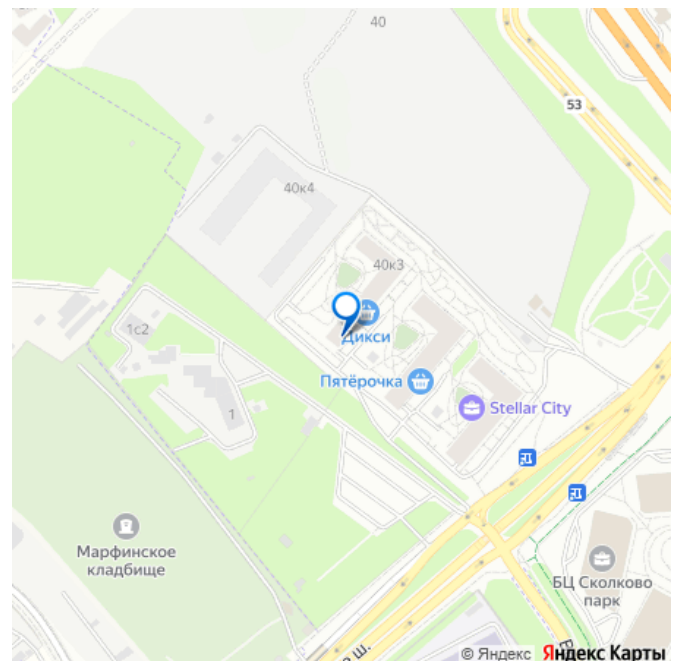 40
53
40к4
40к3
Дикси
1с2
Пятёрочка
Stellar City
1
Марфинское
кладбище
БЦ Сколково
парк
ш.
© Яндекс Яндекс Карты